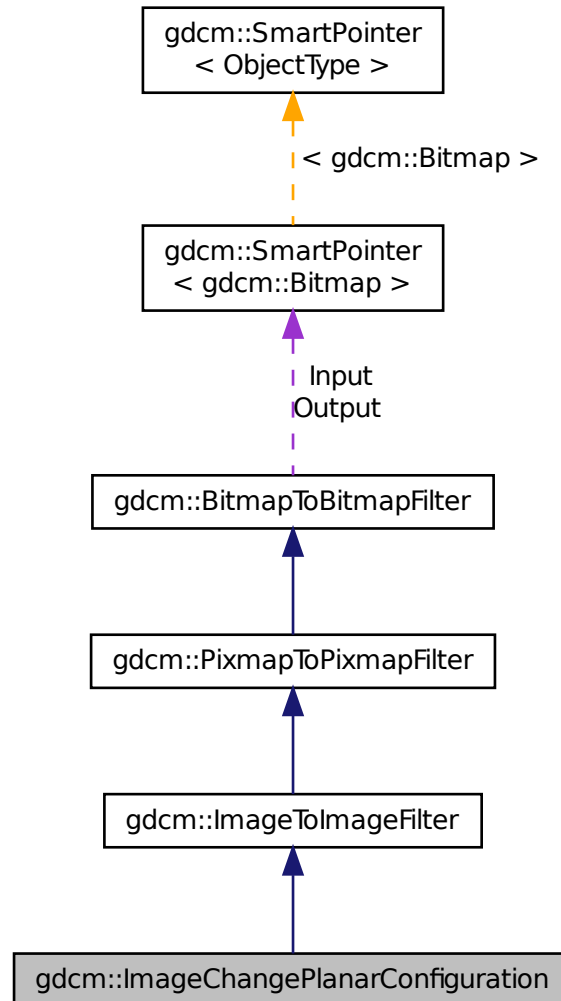 gdcm::SmartPointer
< ObjectType >
< gdcm::Bitmap >
gdcm::SmartPointer
< gdcm::Bitmap >
Input
Output
gdcm::BitmapToBitmapFilter
gdcm::PixmapToPixmapFilter
gdcm::ImageToImageFilter
gdcm::ImageChangePlanarConfiguration